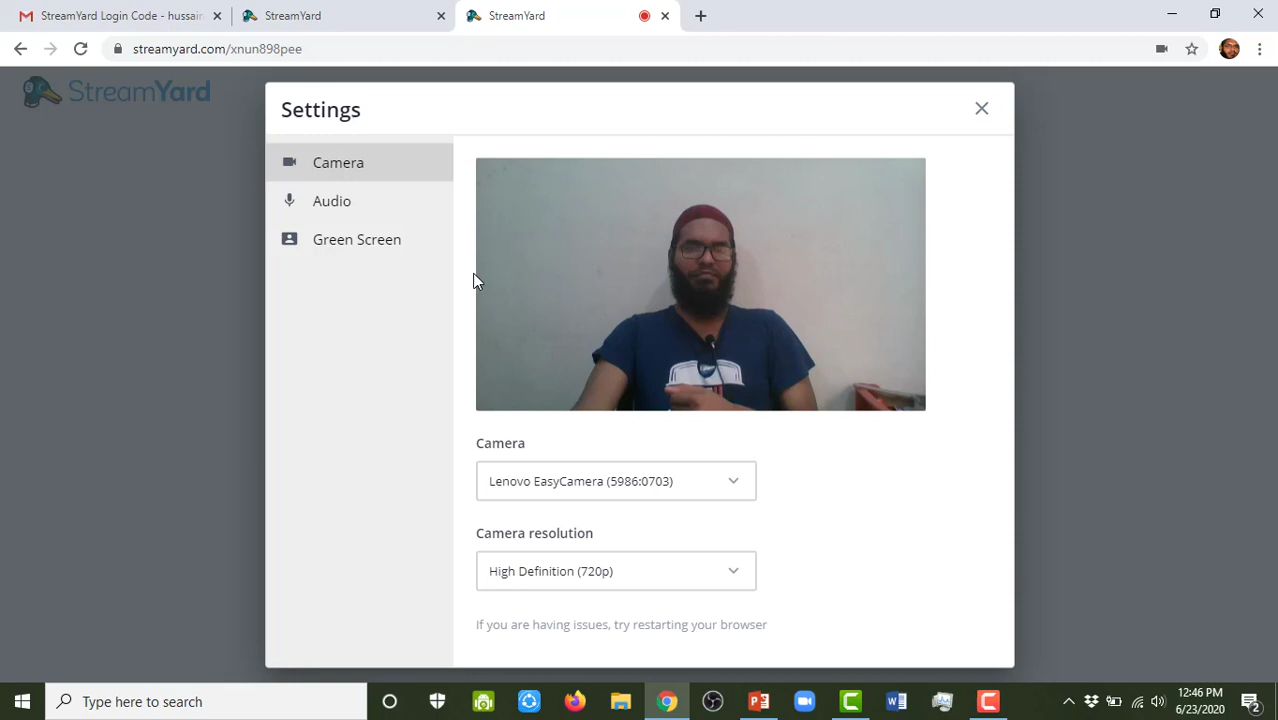 StreamYard Login Code - hussain
StreamYard
StreamYard
streamyard.com/xnun898pee
StreamYard
Settings
Camera
Audio
Green Screen
Camera
Lenovo EasyCamera (5986:0703)
Camera resolution
High Definition (720p)
If you are having issues, try restarting your browser
Type here to search
12:46 PM
6/23/2020
2